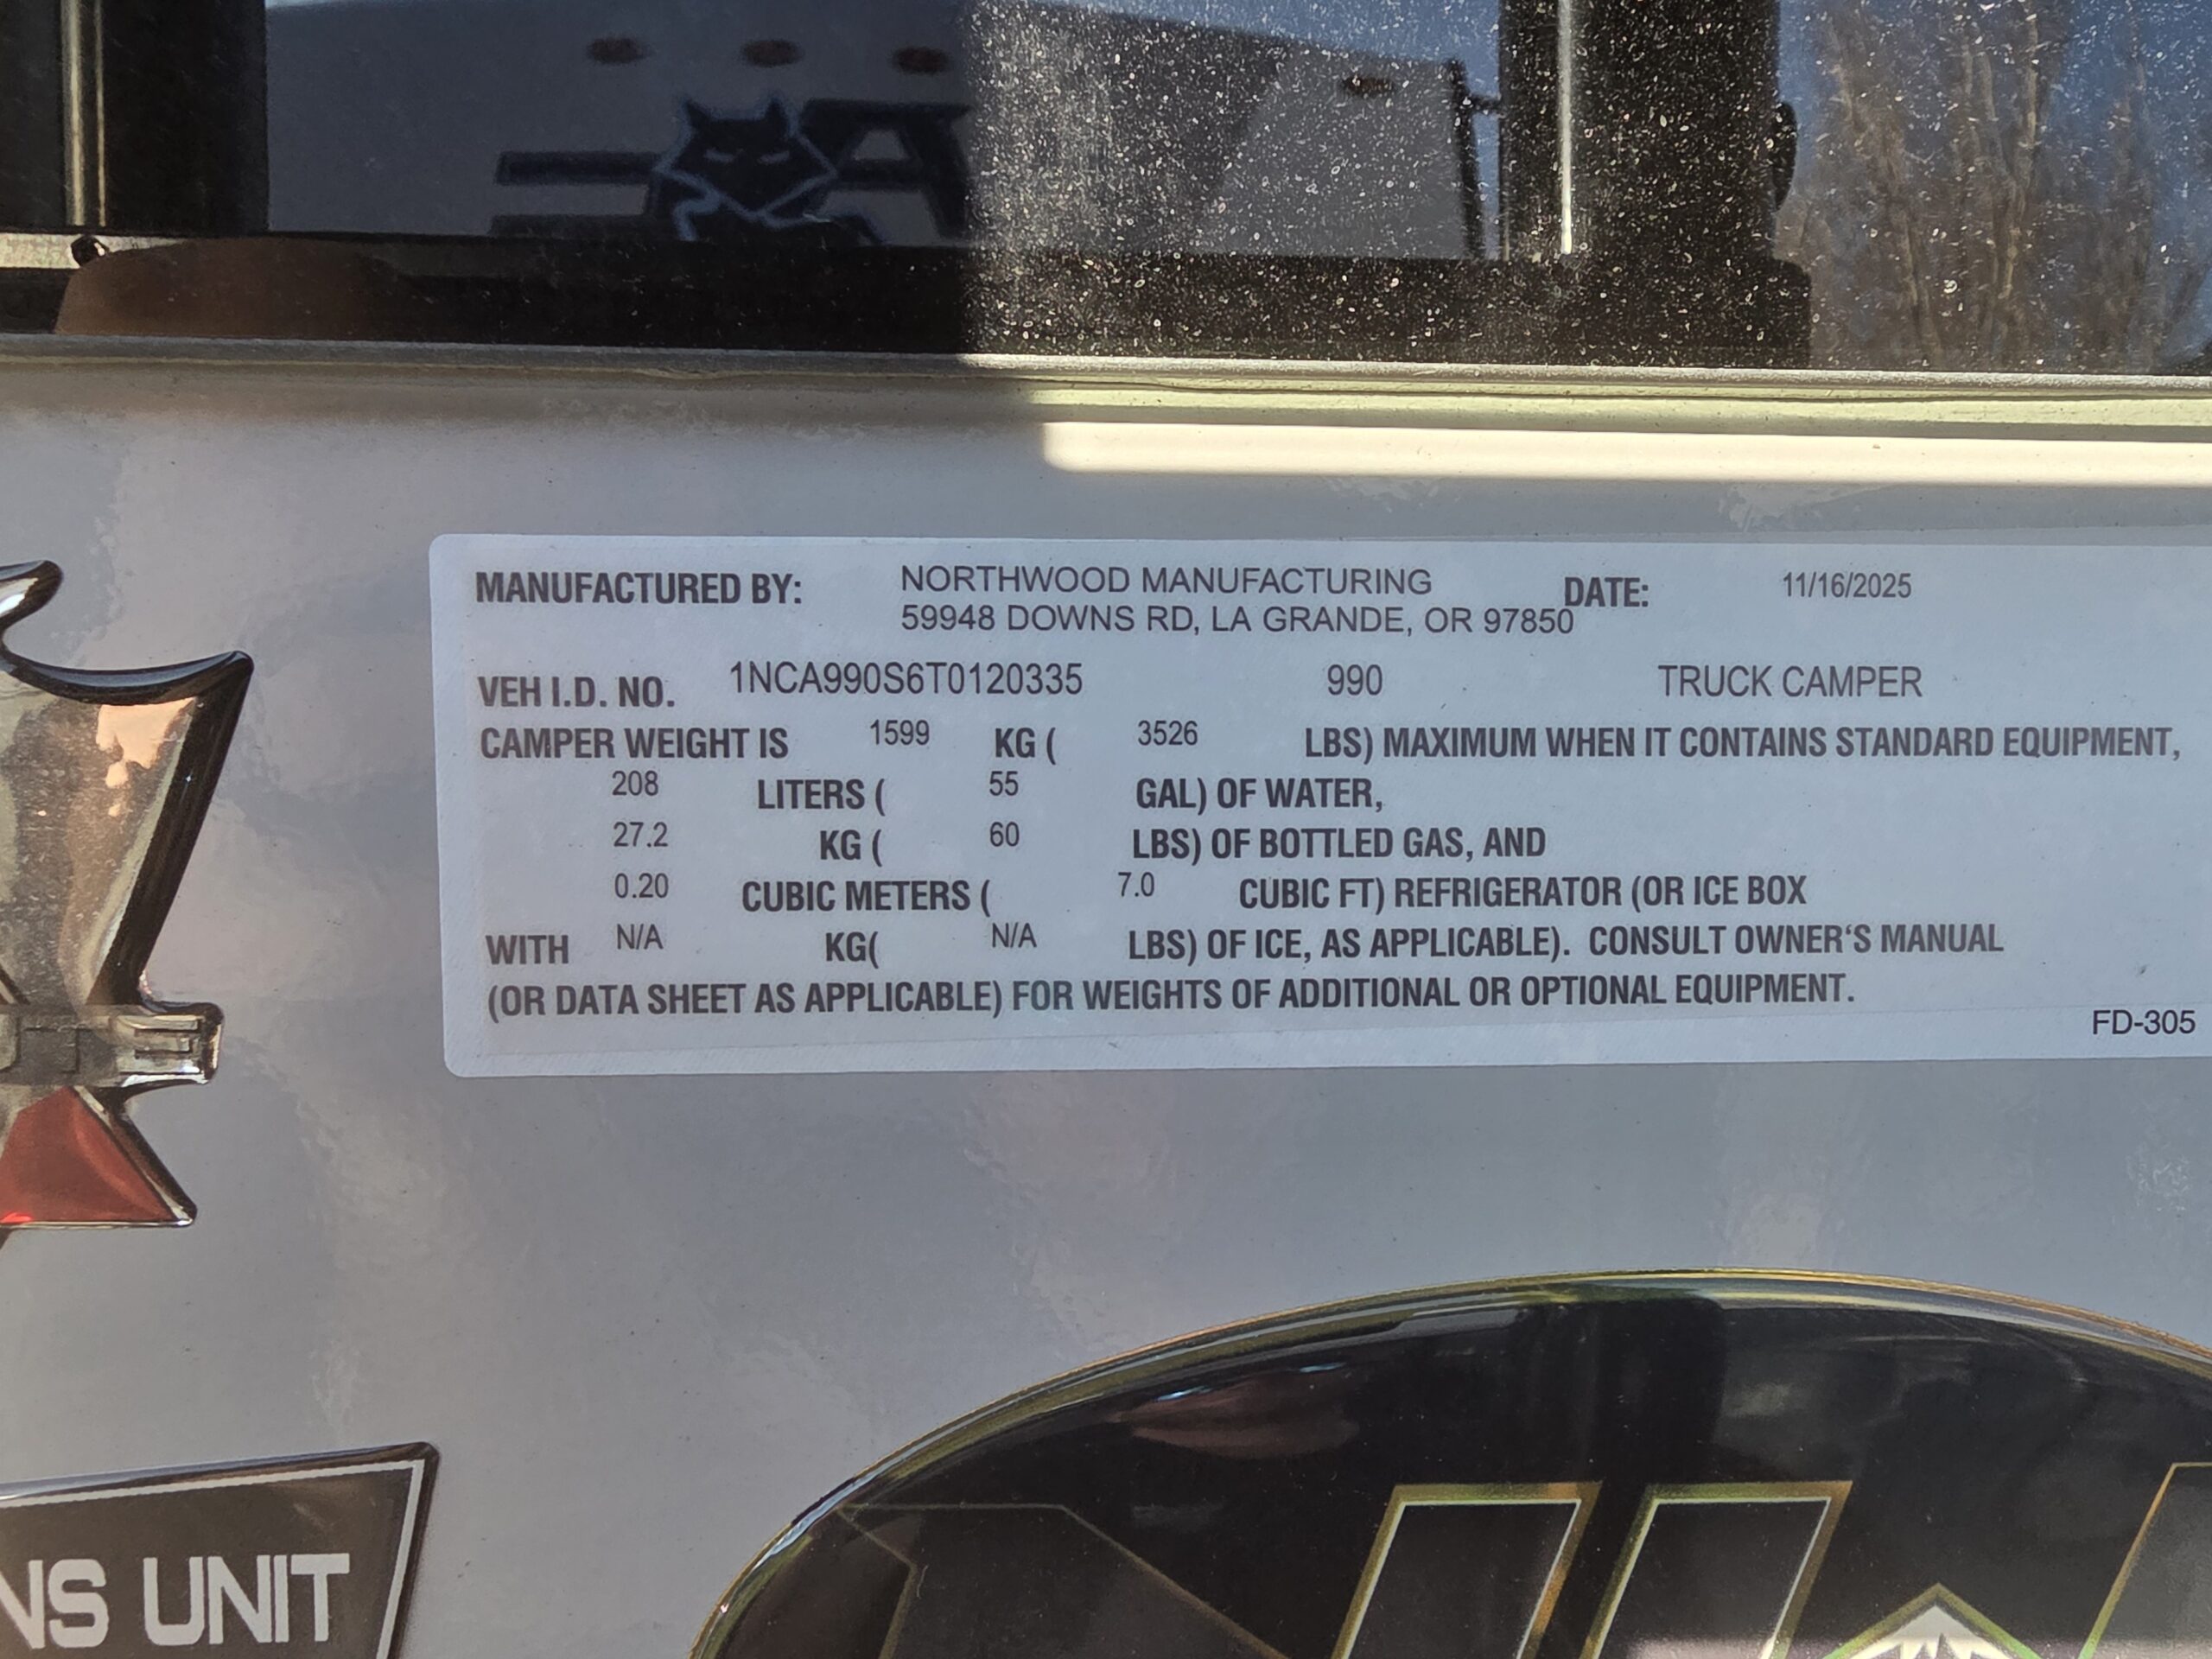 MANUFACTURED BY: NORTHWOOD MANUFACTURING DATE: 11/16/2025
59948 DOWNS RD, LA GRANDE, OR 97850
VEH I.D. NO. 1NCA990S6T0120335 990 TRUCK CAMPER
CAMPER WEIGHT IS 1599 KG ( 3526 LBS) MAXIMUM WHEN IT CONTAINS STANDARD EQUIPMENT,
208 LITERS ( 55 GAL) OF WATER,
27.2 KG ( 60 LBS) OF BOTTLED GAS, AND
0.20 CUBIC METERS ( 7.0 CUBIC FT) REFRIGERATOR (OR ICE BOX
WITH N/A KG( N/A LBS) OF ICE, AS APPLICABLE). CONSULT OWNER'S MANUAL
(OR DATA SHEET AS APPLICABLE) FOR WEIGHTS OF ADDITIONAL OR OPTIONAL EQUIPMENT.
FD-305
NS UNIT